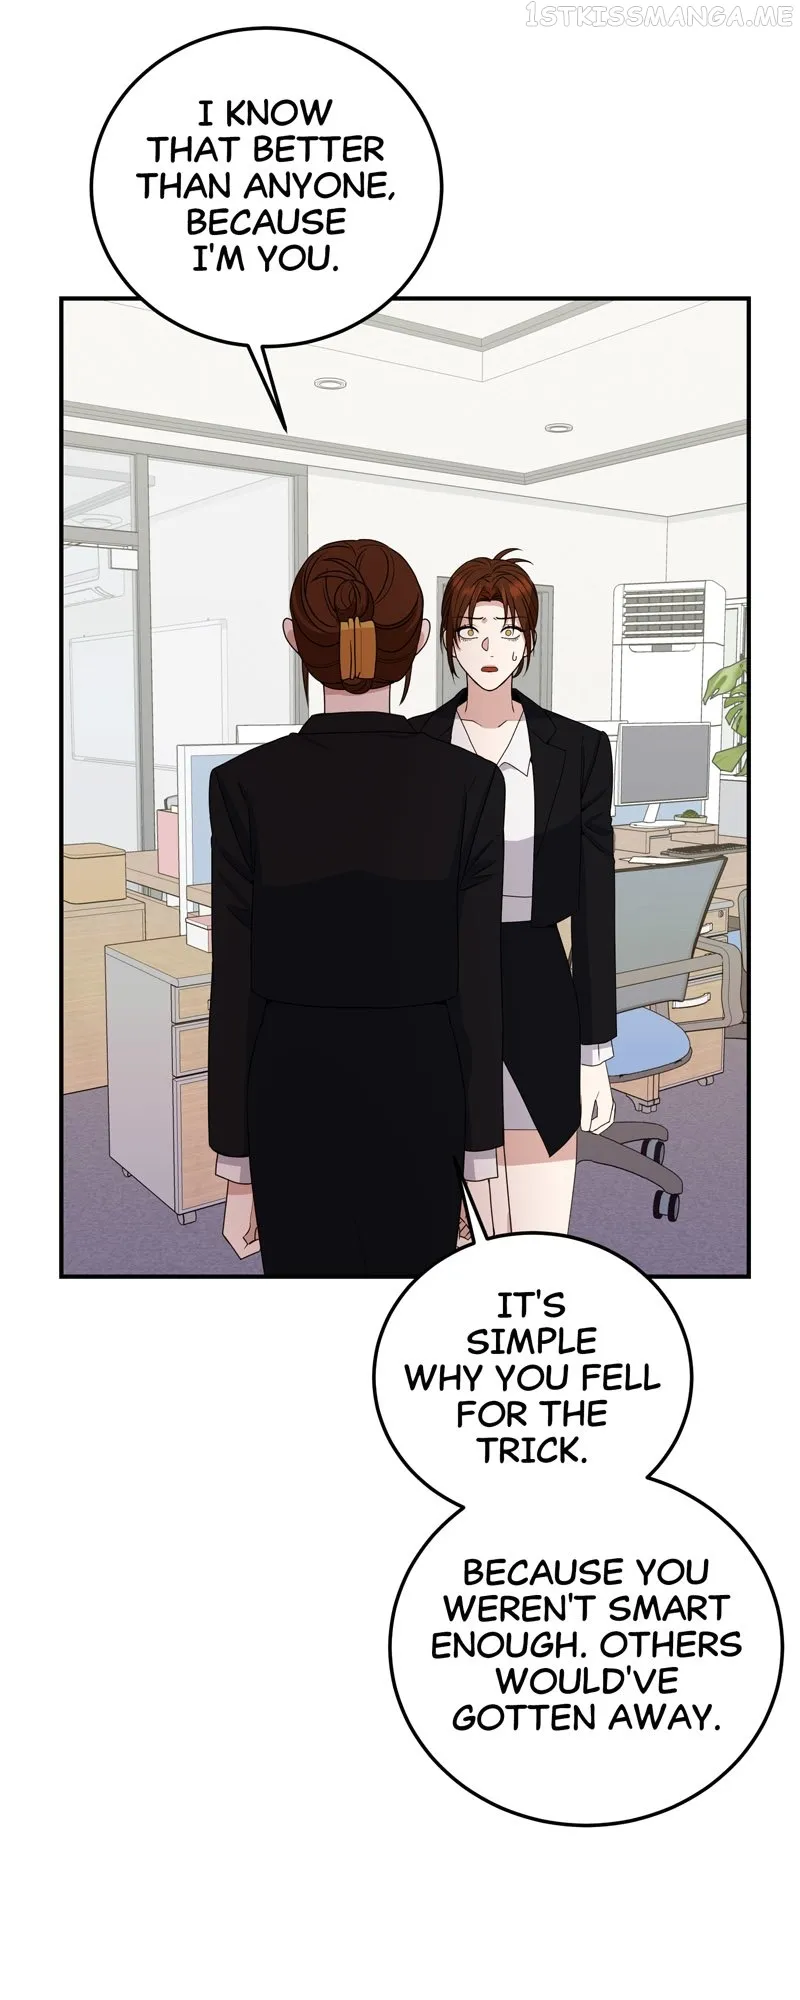 1STKISSMANGA.ME
I KNOW
THAT BETTER
THAN ANYONE,
BECAUSE
I'M YOU.
IT'S
SIMPLE
WHY YOU FELL
FOR THE
TRICK.
BECAUSE YOU
WEREN'T SMART
ENOUGH. OTHERS
WOULD'VE
GOTTEN AWAY.